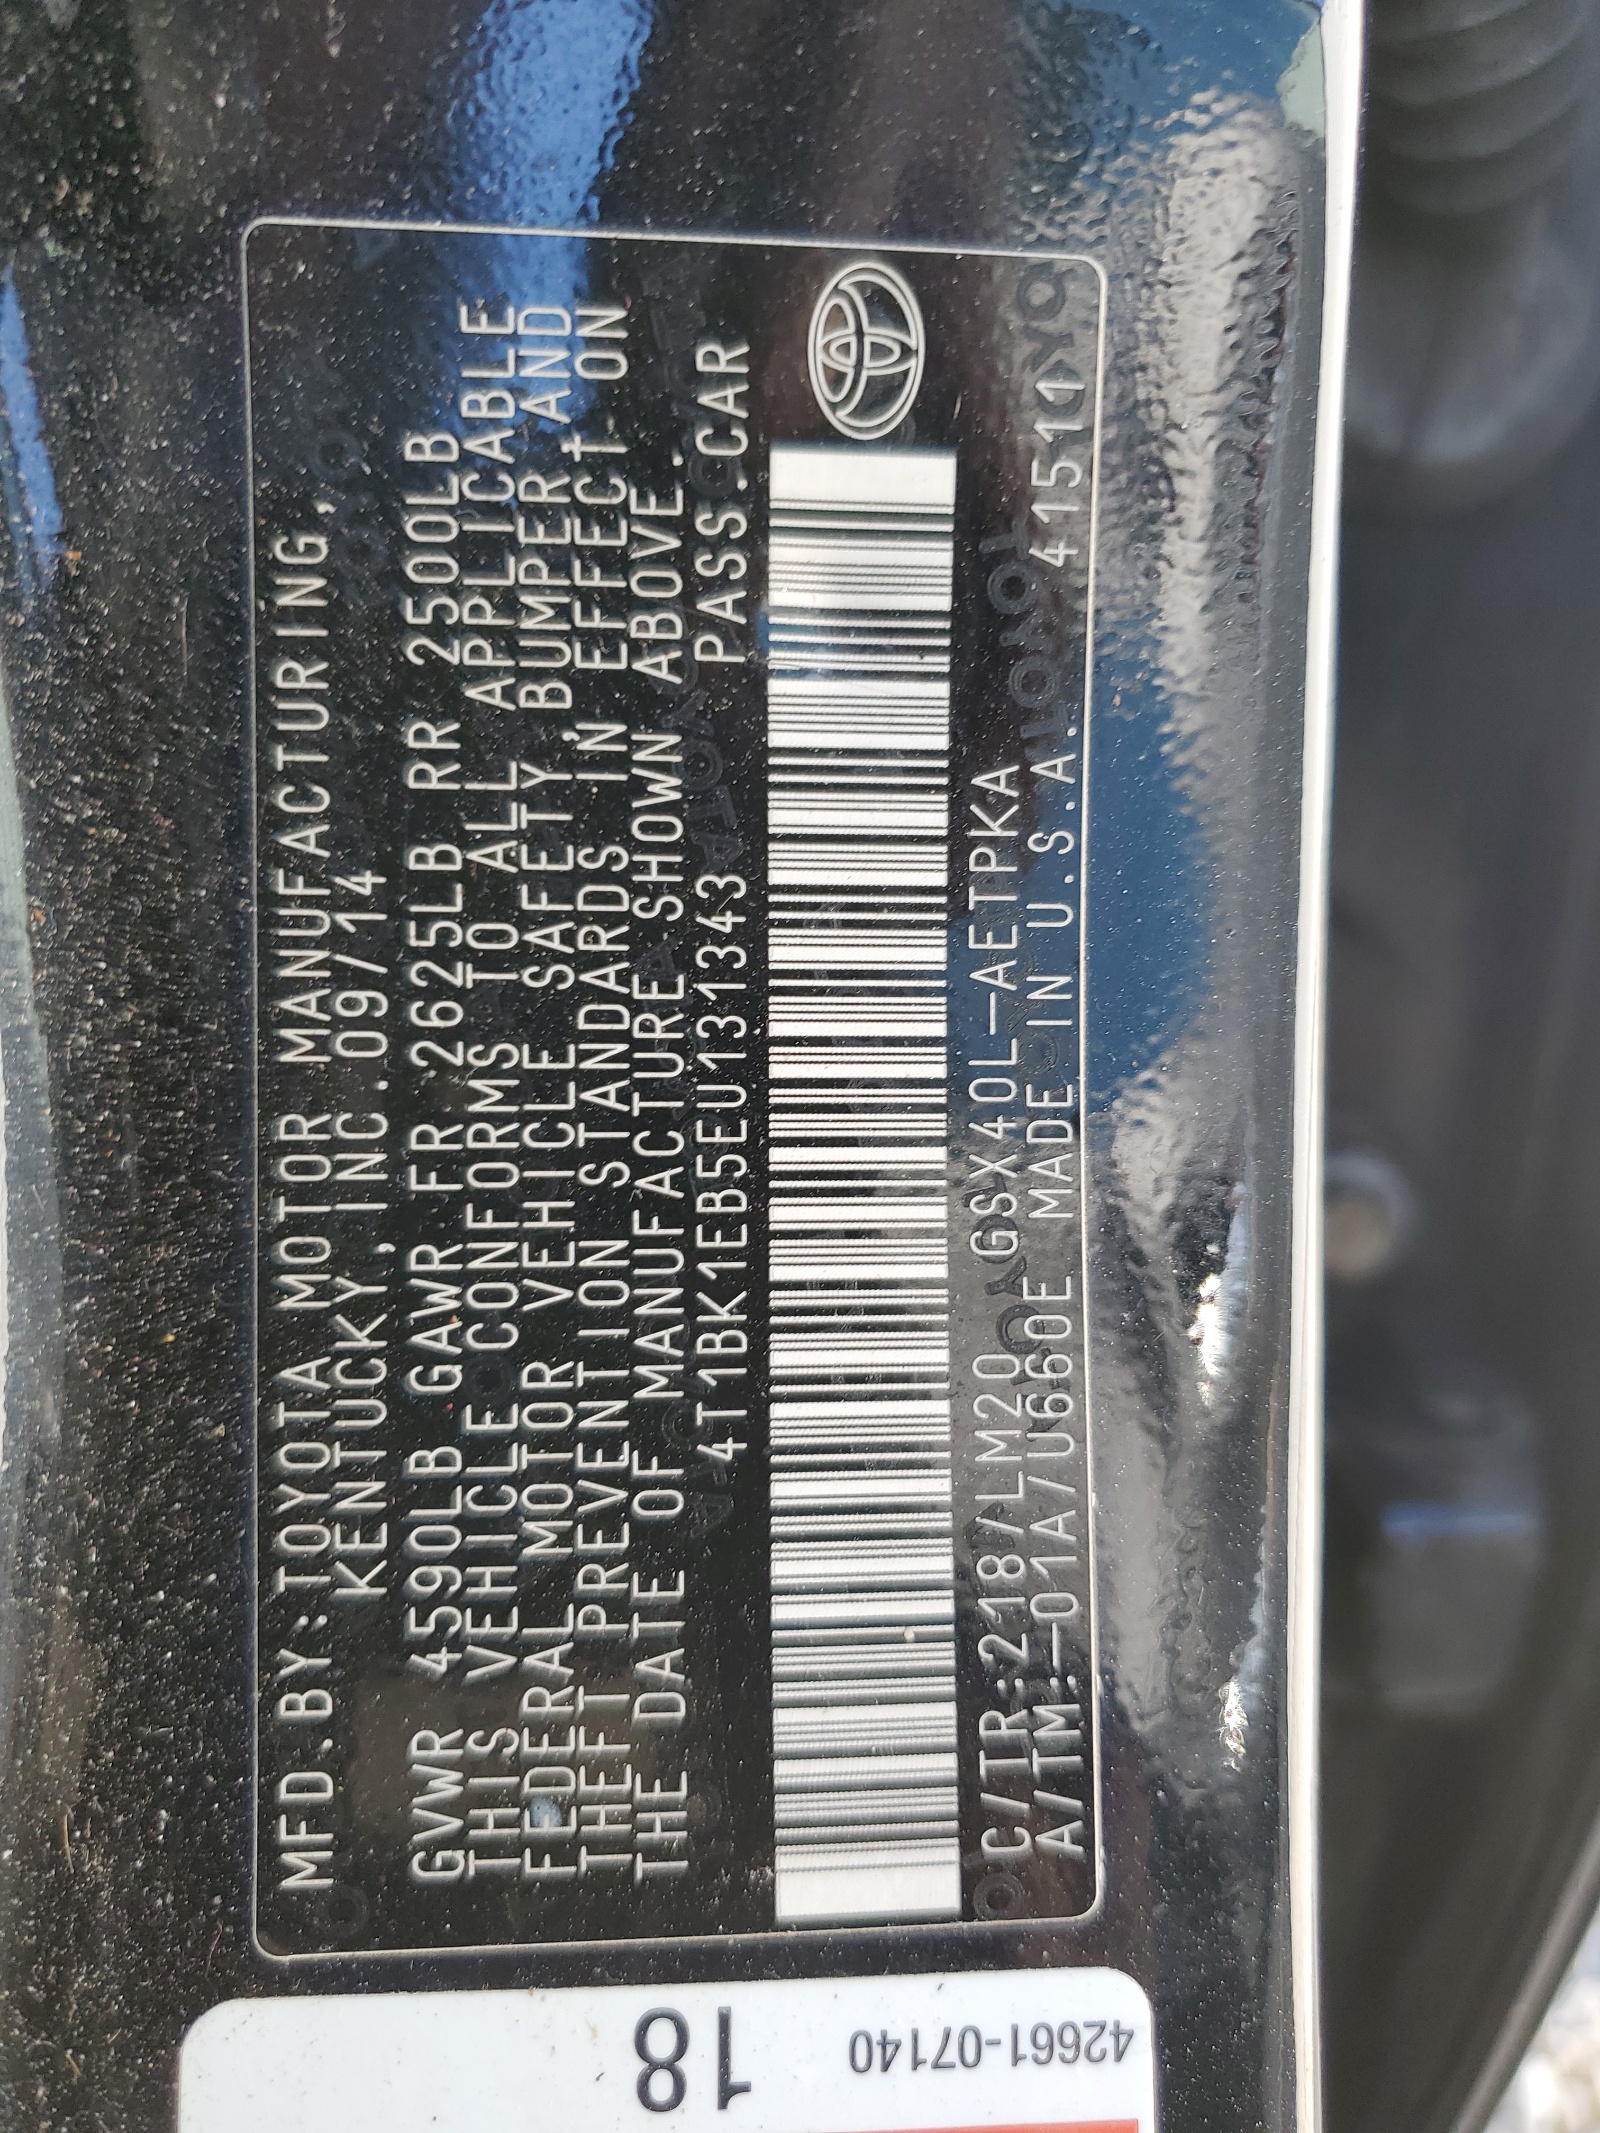 MFD.BY:TOYOTA MOTOR MANUFACTURING,
KENTUCKY, INC.09/14
GVWR 4590LB GAWR FR 2625LB RR 2500LB
THIS VEHICLE CONFORMS TO ALL APPLICABLE
FEDERAL MOTOR VEHICLE SAFETY,BUMPER AND
THEFT PREVENTION STANDARDS IN EFFECT ON
THE DATE OF MANUFACTURE SHOWN ABOVE.
4T1BK1EB5EU131343 PASS.CAR
C/TR:218/LM20 GSX40L-AETPKA
A/TM:-01A/U660E MADE IN U.S.A. 41511
18
42661-07140